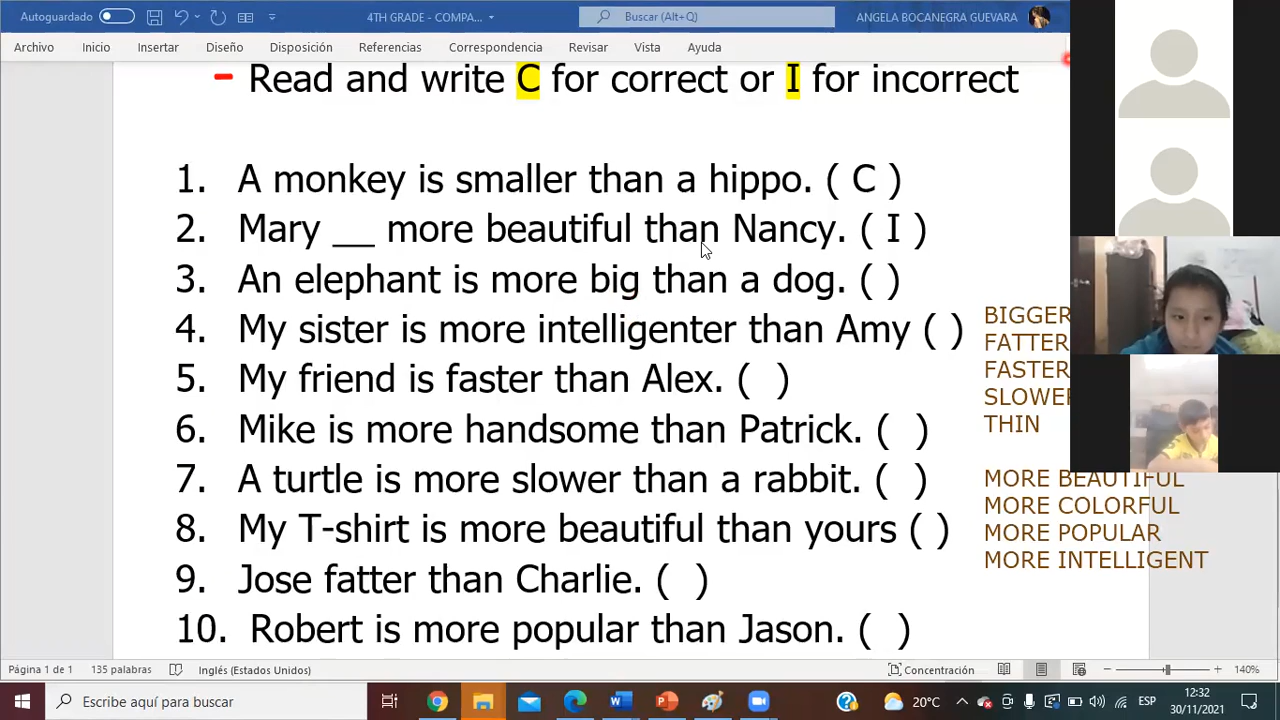 Autoguardado
4TH GRADE - COMPA...
Buscar (Alt+Q)
ANGELA BOCANEGRA GUEVARA
Archivo Inicio Insertar Diseño Disposición Referencias Correspondencia Revisar Vista Ayuda
- Read and write C for correct or I for incorrect
1. A monkey is smaller than a hippo. ( C )
2. Mary __ more beautiful than Nancy. ( I )
3. An elephant is more big than a dog. ( )
4. My sister is more intelligenter than Amy ( )
5. My friend is faster than Alex. ( )
6. Mike is more handsome than Patrick. ( )
7. A turtle is more slower than a rabbit. ( )
8. My T-shirt is more beautiful than yours ( )
9. Jose fatter than Charlie. ( )
10. Robert is more popular than Jason. ( )
BIGGER
FATTER
FASTER
SLOWER
THIN
MORE BEAUTIFUL
MORE COLORFUL
MORE POPULAR
MORE INTELLIGENT
Página 1 de 1 135 palabras Inglés (Estados Unidos) Concentración 140%
Escribe aquí para buscar
20°C
ESP
12:32
30/11/2021